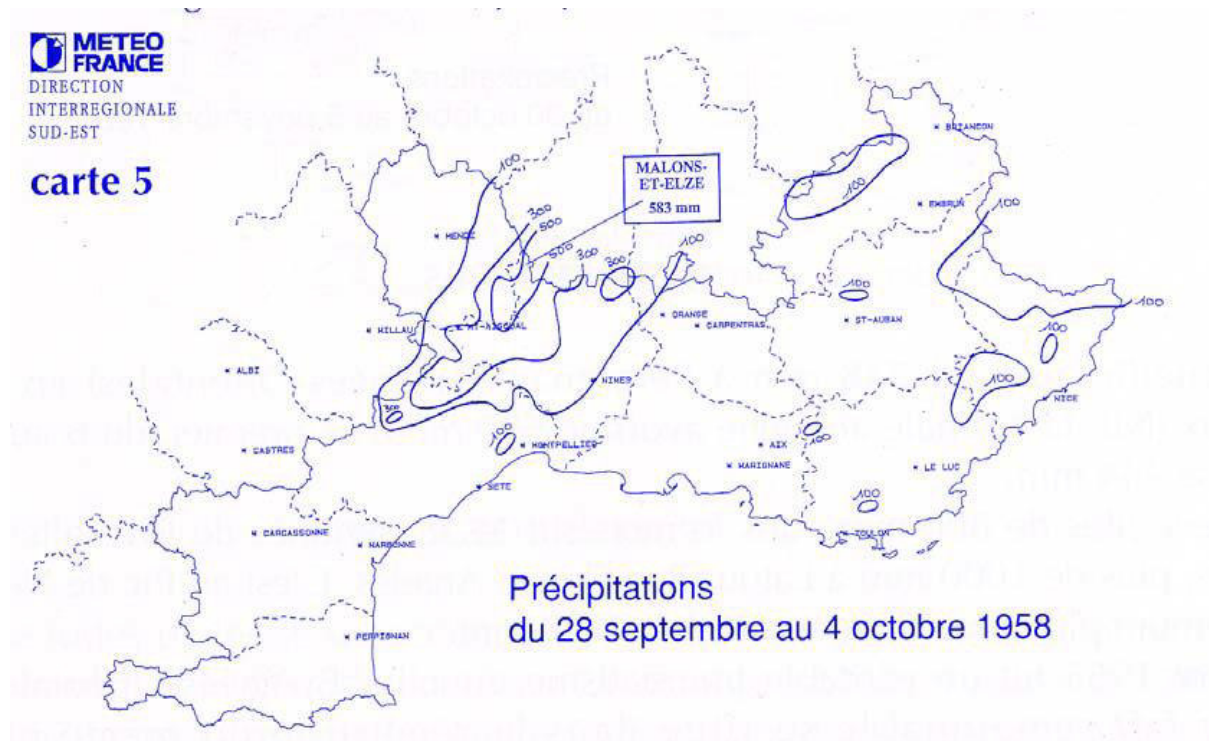 METEO
FRANCE
DIRECTION
INTERREGIONALE
SUD-EST
carte 5
MALONS-
ET-ELZE
583 mm
100
BRIANCON
100
EMBRUN
100
300
500
500
300
300
100
MENDE
100
100
ORANGE
CARPENTRAS
ST-AUBAN
MILLAU
MT-AIGOUAL
100
ALBI
NIMES
100
NICE
300
100
MONTPELLIER
100
AIX
CASTRES
MARIGNANE
LE LUC
SETE
100
CARCASSONNE
NARBONNE
TOULON
Précipitations
du 28 septembre au 4 octobre 1958
PERPIGNAN